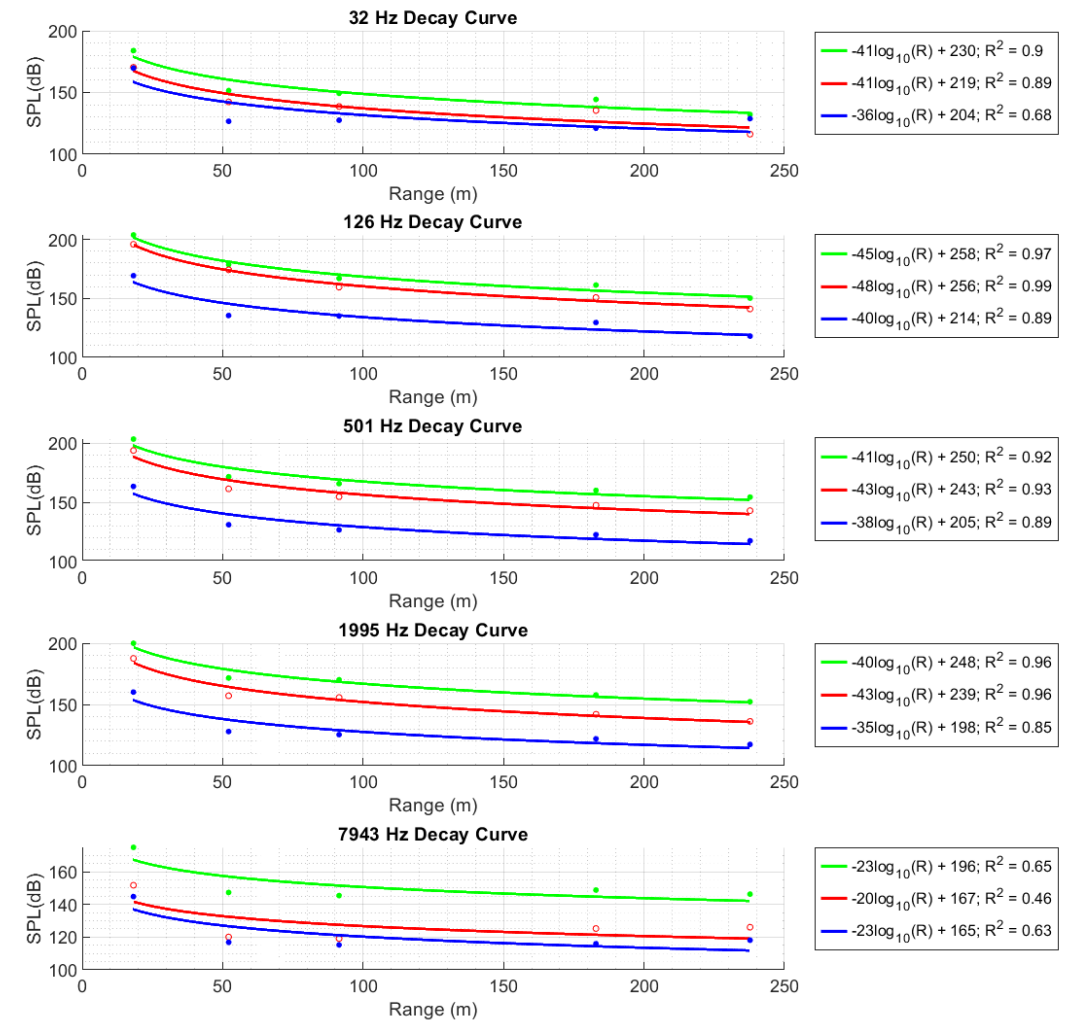 32 Hz Decay Curve
200
150
100
SPL(dB)
0 50 100 150 200 250
Range (m)
-41log10(R) + 230; R2 = 0.9
-41log10(R) + 219; R2 = 0.89
-36log10(R) + 204; R2 = 0.68
126 Hz Decay Curve
200
150
100
SPL(dB)
0 50 100 150 200 250
Range (m)
-45log10(R) + 258; R2 = 0.97
-48log10(R) + 256; R2 = 0.99
-40log10(R) + 214; R2 = 0.89
501 Hz Decay Curve
200
150
100
SPL(dB)
0 50 100 150 200 250
Range (m)
-41log10(R) + 250; R2 = 0.92
-43log10(R) + 243; R2 = 0.93
-38log10(R) + 205; R2 = 0.89
1995 Hz Decay Curve
200
150
100
SPL(dB)
0 50 100 150 200 250
Range (m)
-40log10(R) + 248; R2 = 0.96
-43log10(R) + 239; R2 = 0.96
-35log10(R) + 198; R2 = 0.85
7943 Hz Decay Curve
160
140
120
100
SPL(dB)
0 50 100 150 200 250
Range (m)
-23log10(R) + 196; R2 = 0.65
-20log10(R) + 167; R2 = 0.46
-23log10(R) + 165; R2 = 0.63